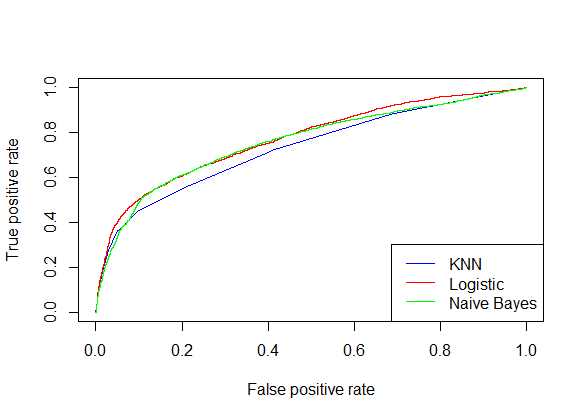 True positive rate
1.0
0.8
0.6
0.4
0.2
0.0
KNN
Logistic
Naive Bayes
0.0 0.2 0.4 0.6 0.8 1.0
False positive rate